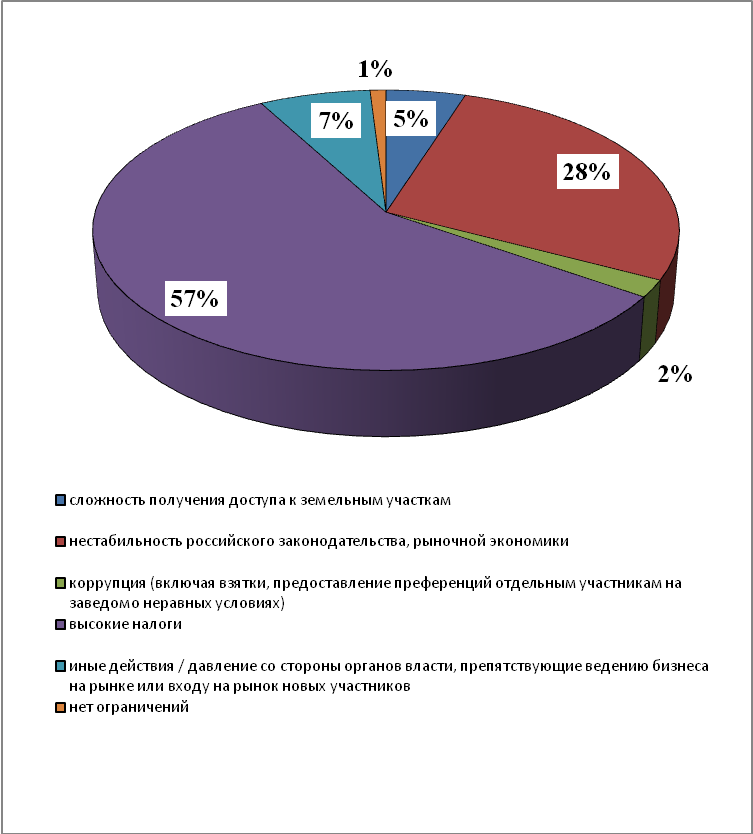 1%
7%
5%
28%
57%
2%
сложность получения доступа к земельным участкам
нестабильность российского законодательства, рыночной экономики
коррупция (включая взятки, предоставление преференций отдельным участникам на
заведомо неравных условиях)
высокие налоги
иные действия / давление со стороны органов власти, препятствующие ведению бизнеса
на рынке или входу на рынок новых участников
нет ограничений